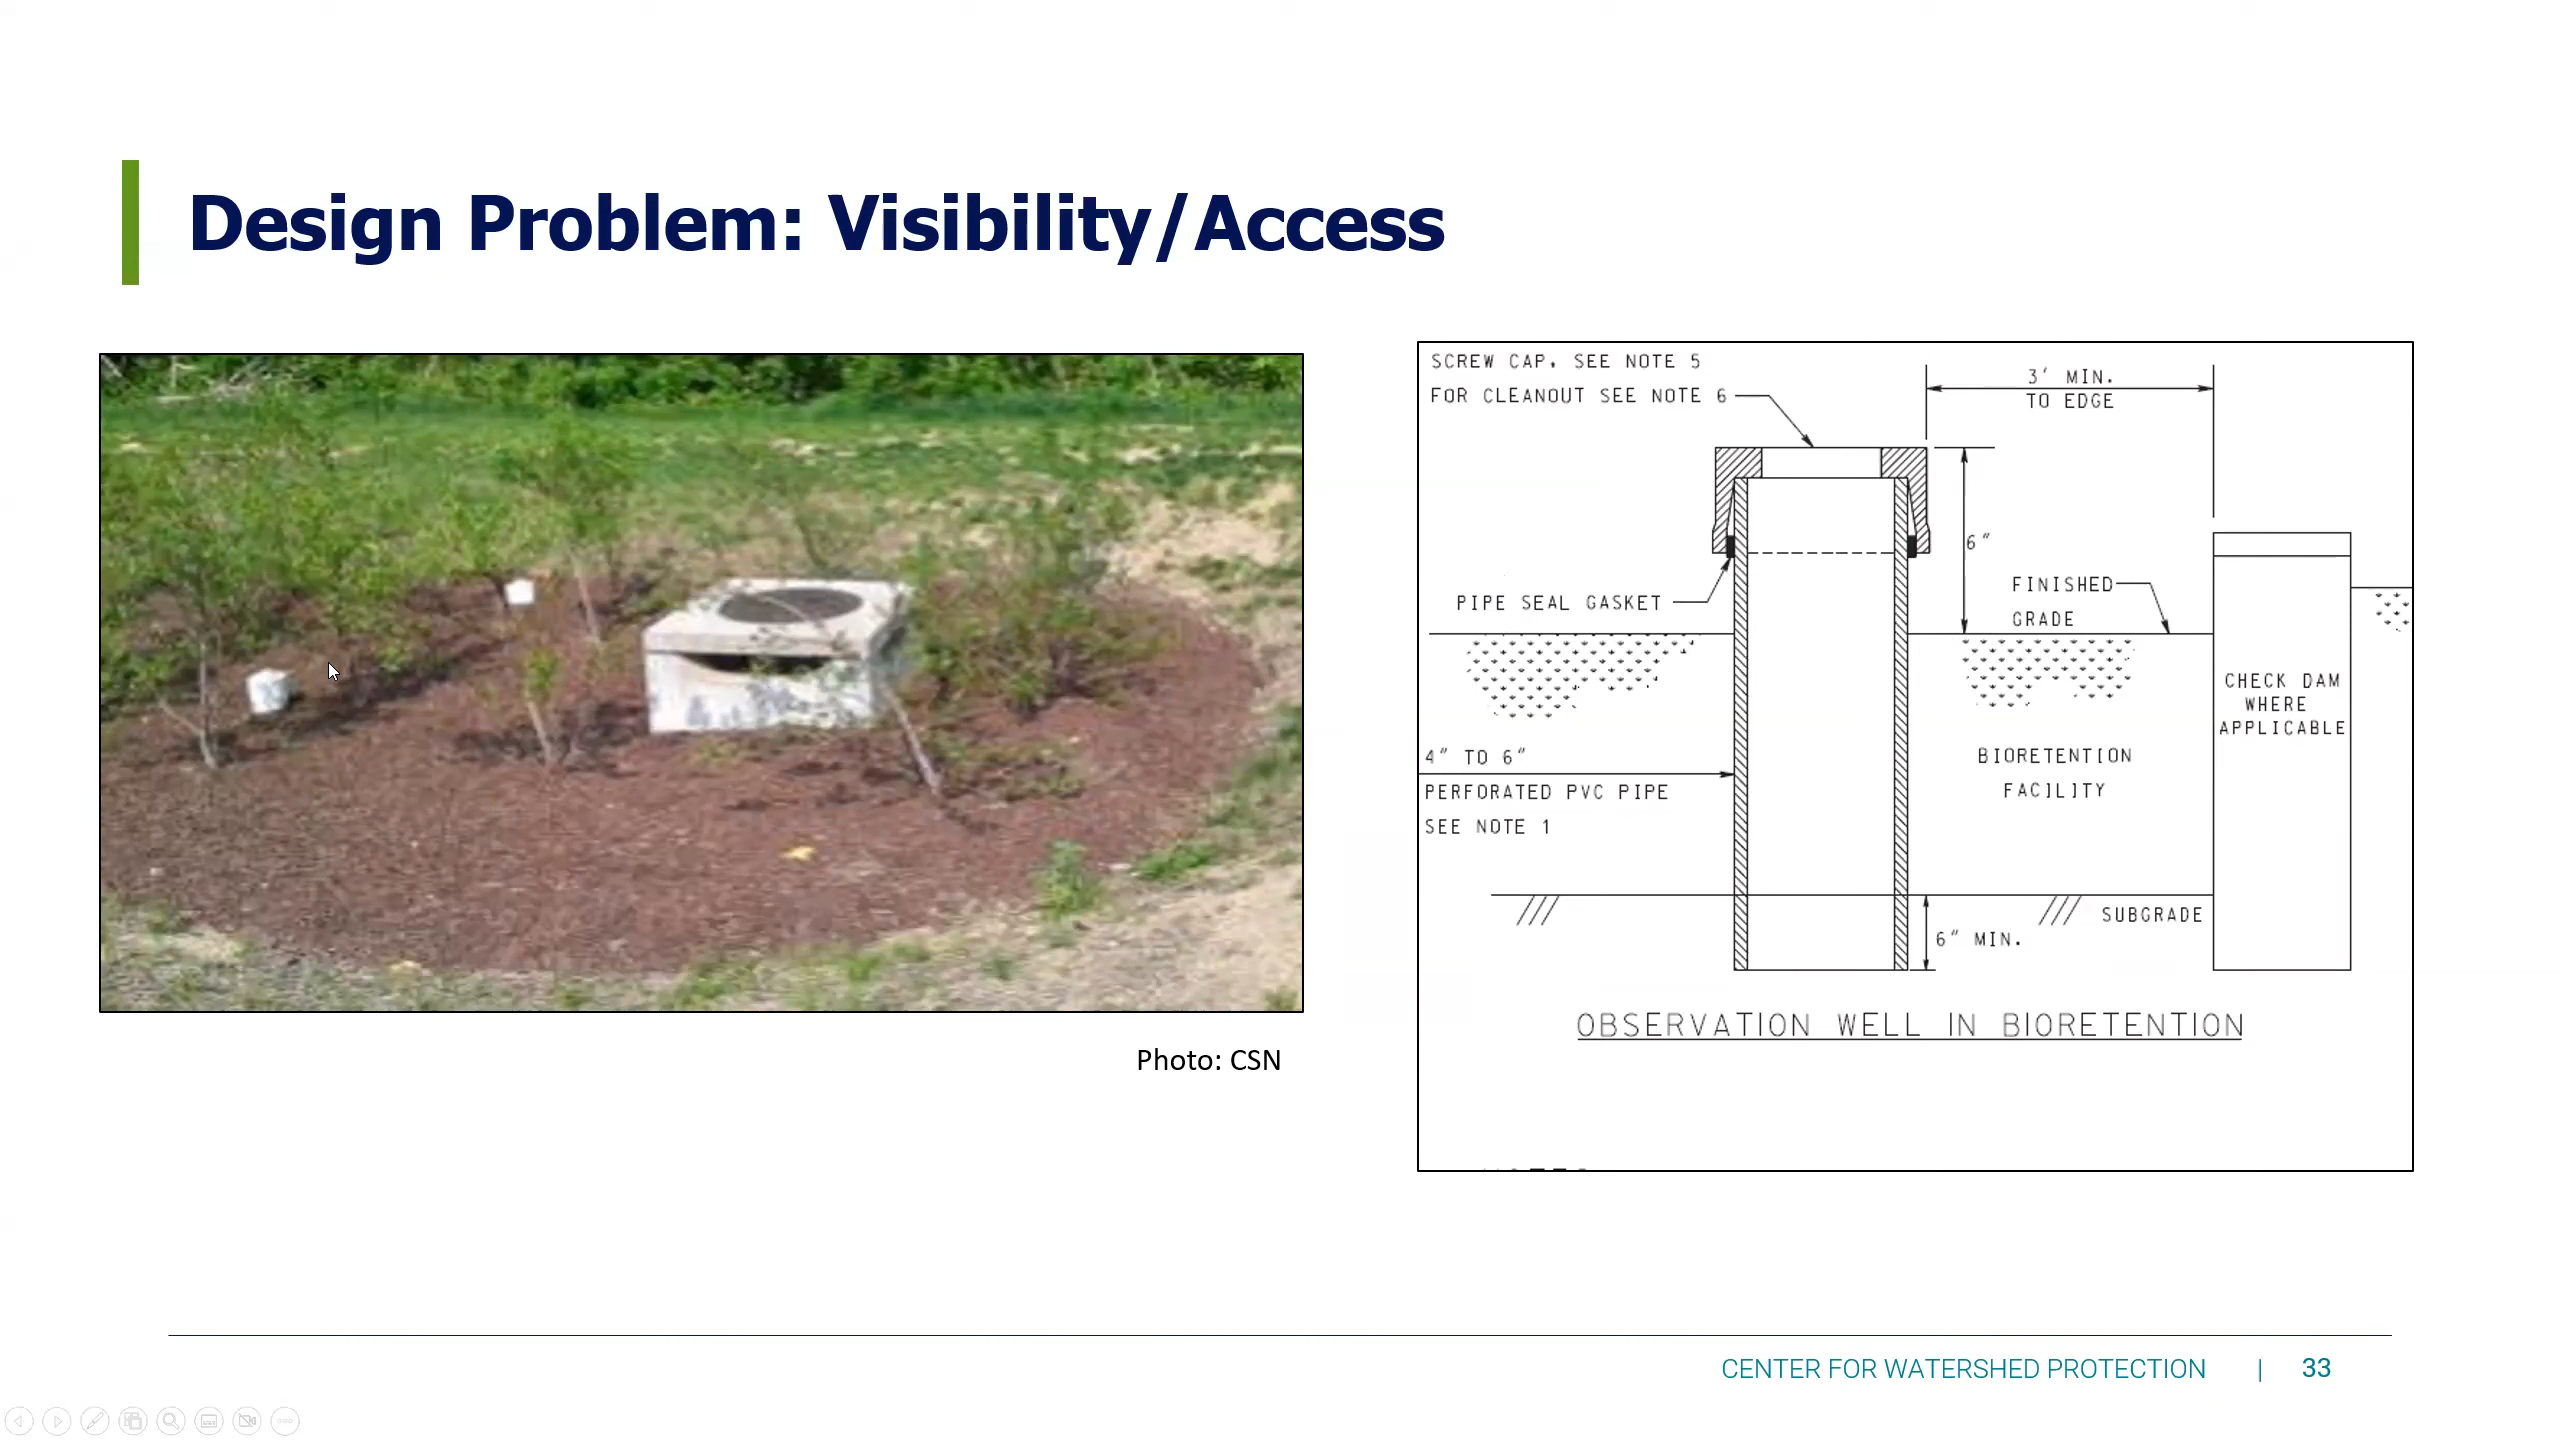 Design Problem: Visibility/Access
SCREW CAP, SEE NOTE 5
FOR CLEANOUT SEE NOTE 6
3' MIN.
TO EDGE
6"
PIPE SEAL GASKET
FINISHED
GRADE
CHECK DAM
WHERE
APPLICABLE
4" TO 6"
PERFORATED PVC PIPE
SEE NOTE 1
BIORETENTION
FACILITY
SUBGRADE
6" MIN.
OBSERVATION WELL IN BIORETENTION
Photo: CSN
CENTER FOR WATERSHED PROTECTION | 33